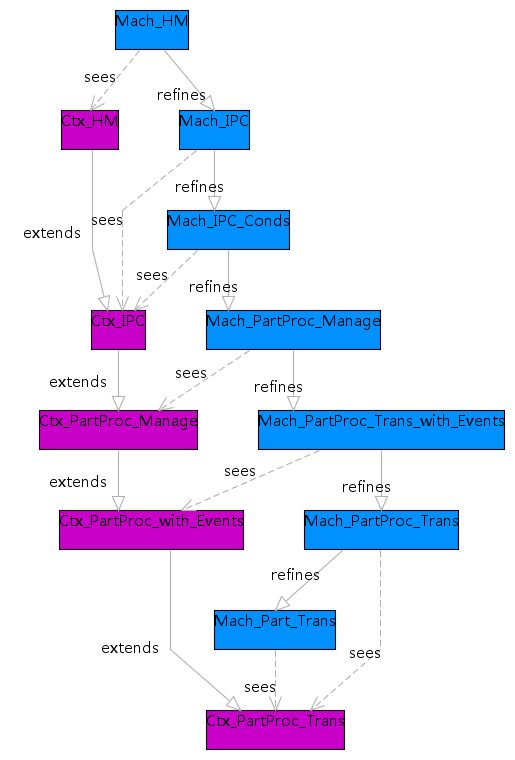 Mach_HM
sees
refines
Ctx_HM
Mach_IPC
refines
sees
extends
Mach_IPC_Conds
sees
refines
Ctx_IPC
Mach_PartProc_Manage
sees
extends
refines
Ctx_PartProc_Manage
Mach_PartProc_Trans_with_Events
sees
extends
refines
Ctx_PartProc_with_Events
Mach_PartProc_Trans
refines
Mach_Part_Trans
extends
sees
sees
Ctx_PartProc_Trans